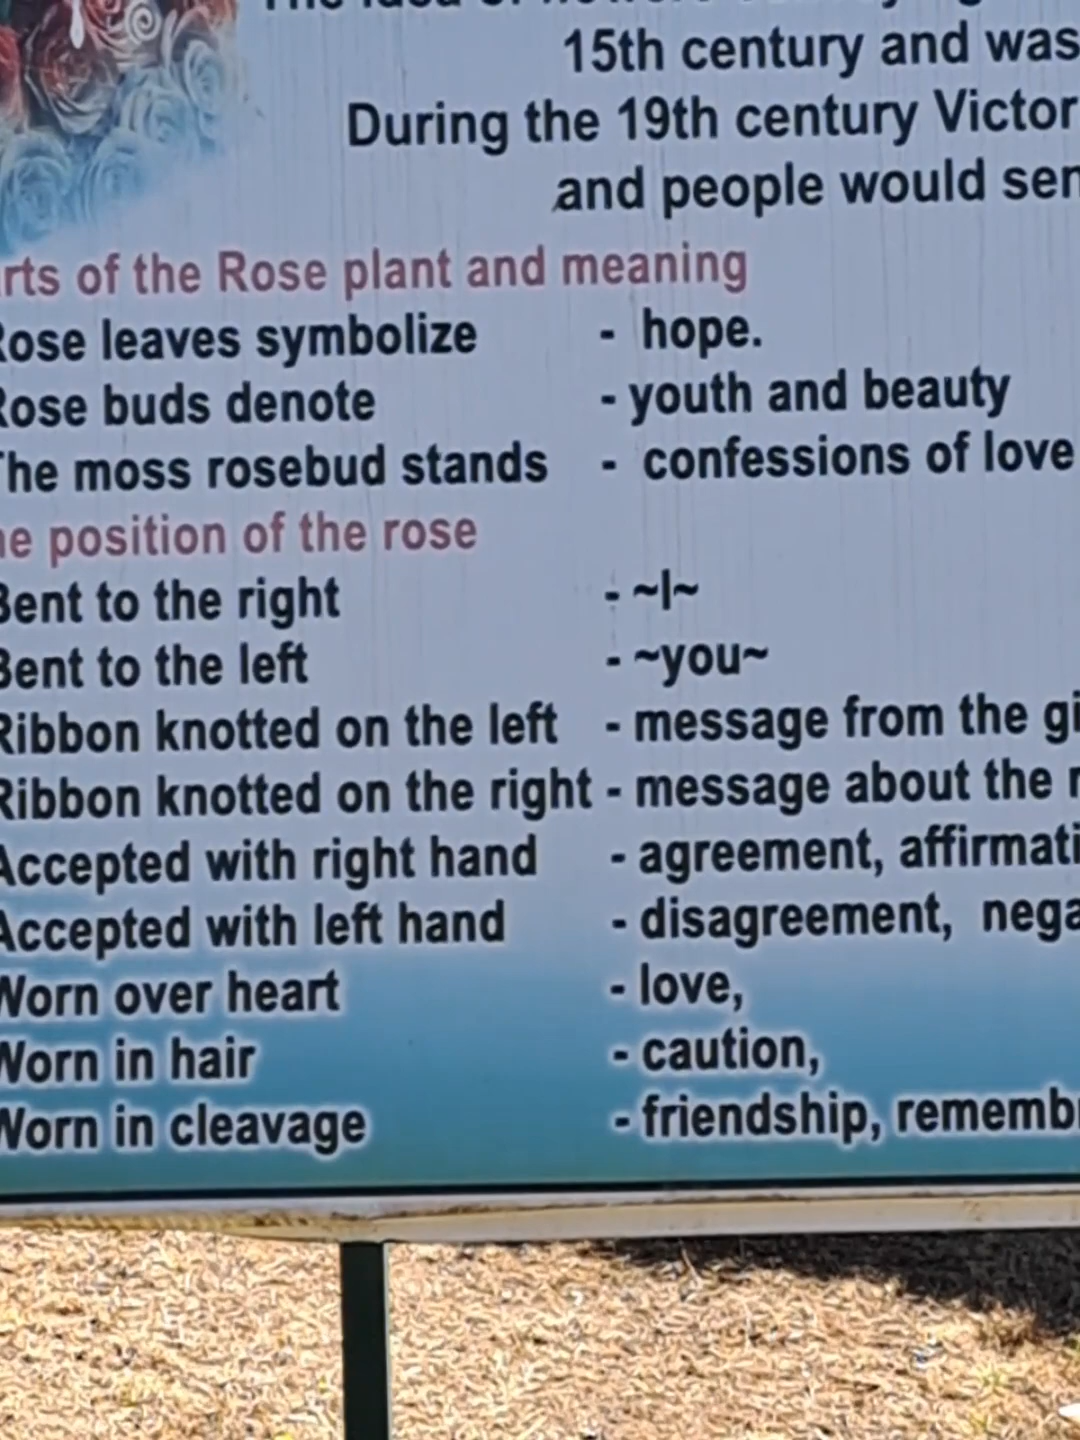 15th century and was
During the 19th century Victor
and people would sen
rts of the Rose plant and meaning
Rose leaves symbolize - hope.
Rose buds denote - youth and beauty
The moss rosebud stands - confessions of love
he position of the rose
Bent to the right - ~I~
Bent to the left - ~you~
Ribbon knotted on the left - message from the gi
Ribbon knotted on the right - message about the r
Accepted with right hand - agreement, affirmati
Accepted with left hand - disagreement, nega
Worn over heart - love,
Worn in hair - caution,
Worn in cleavage - friendship, remembr